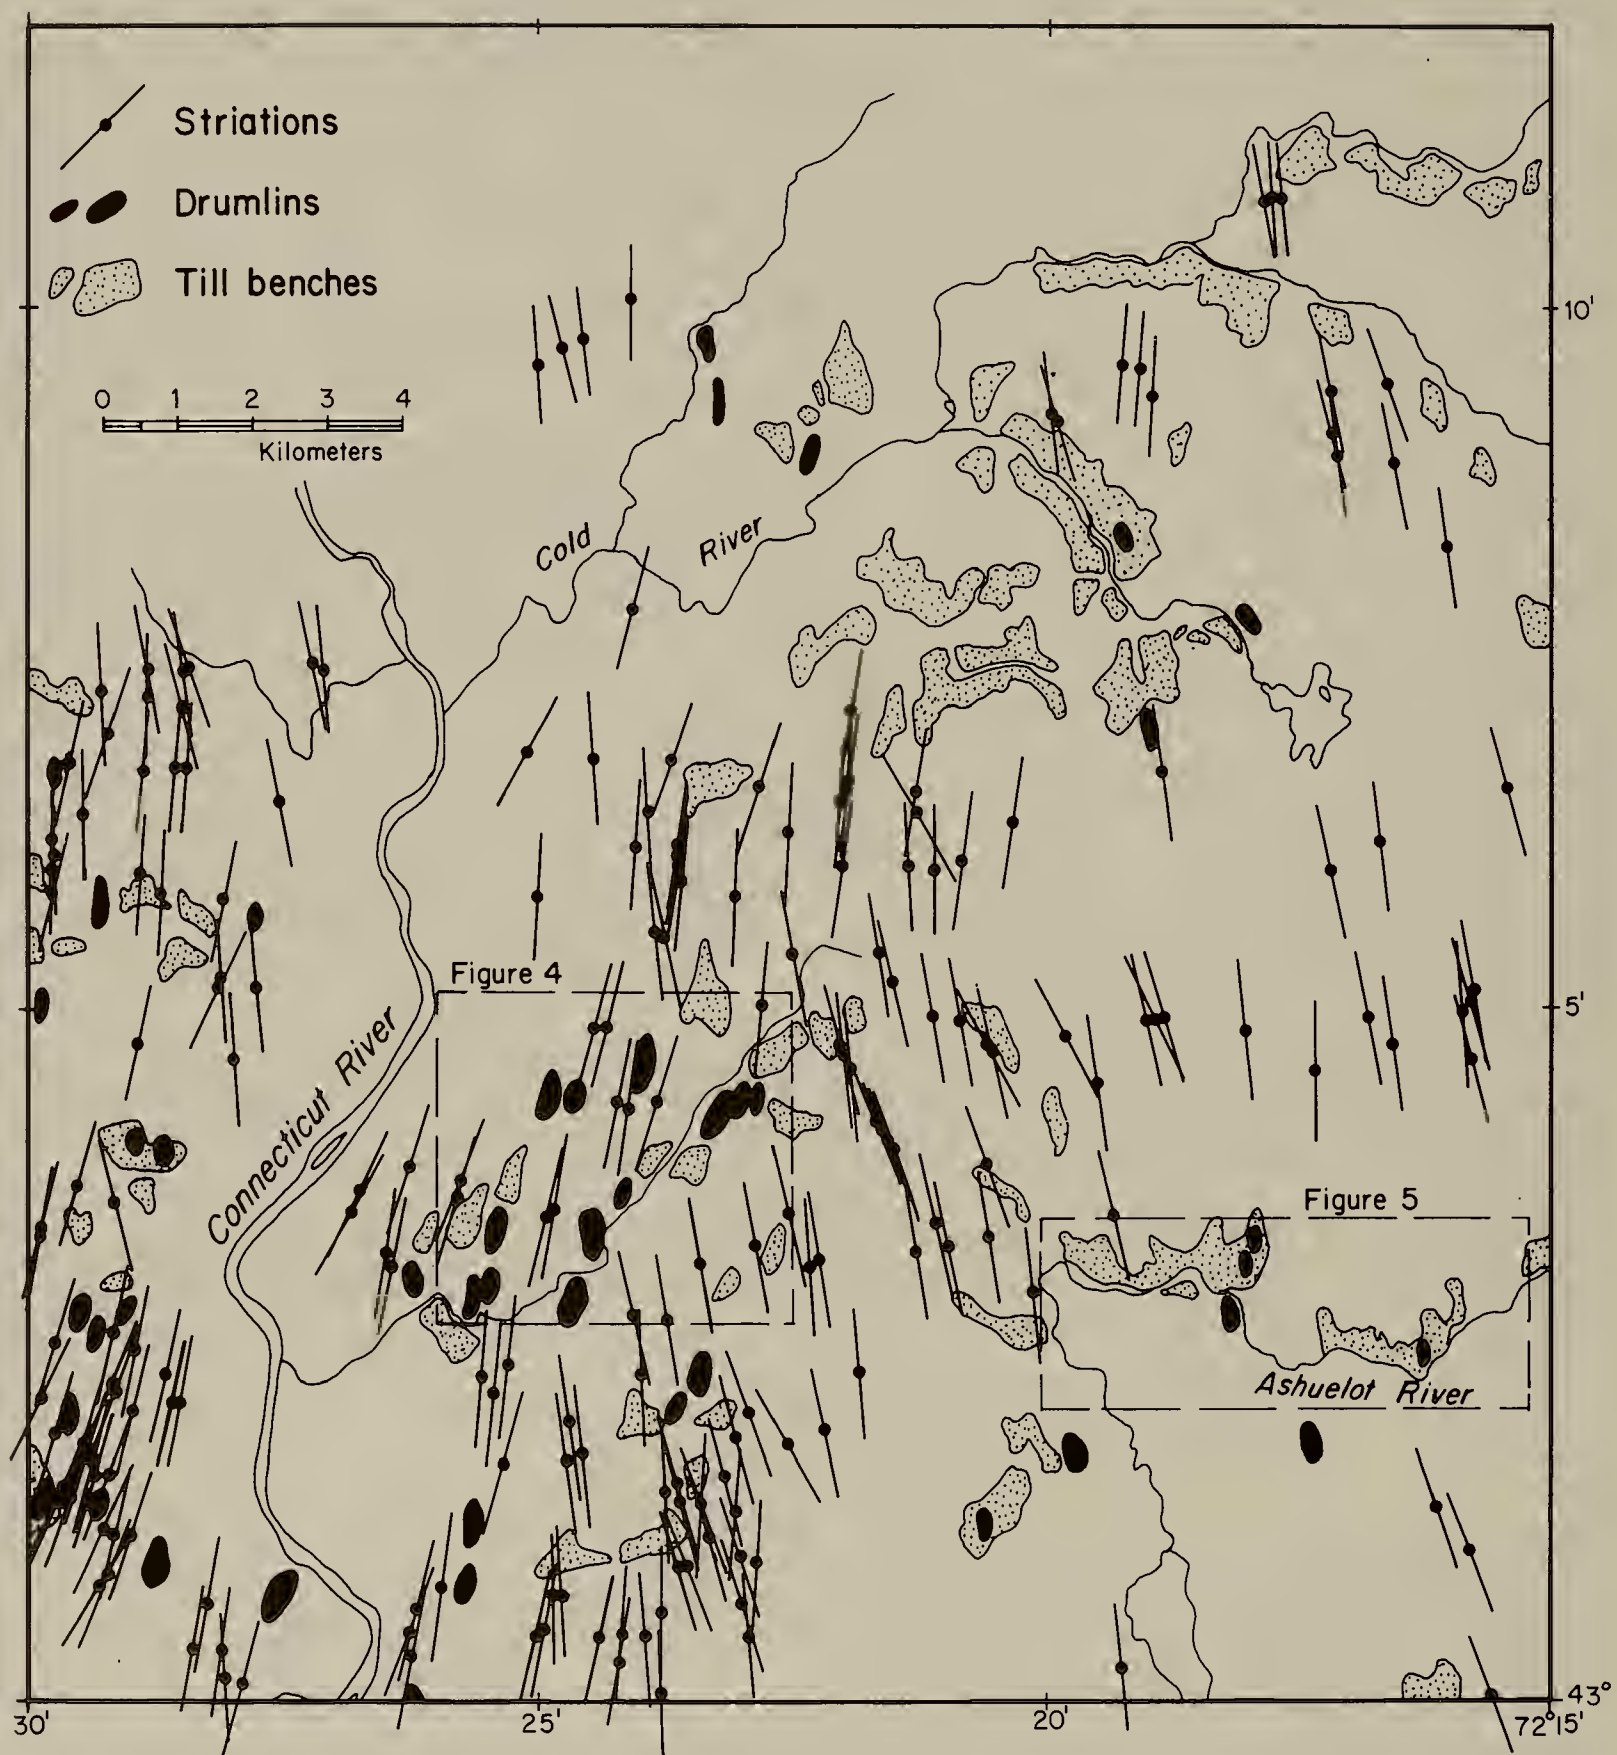 Striations
Drumlins
Till benches
0 1 2 3 4
Kilometers
10'
Cold River
Figure 4
5'
Connecticut River
Figure 5
Ashuelot River
43°
30' 25' 20' 72°15'